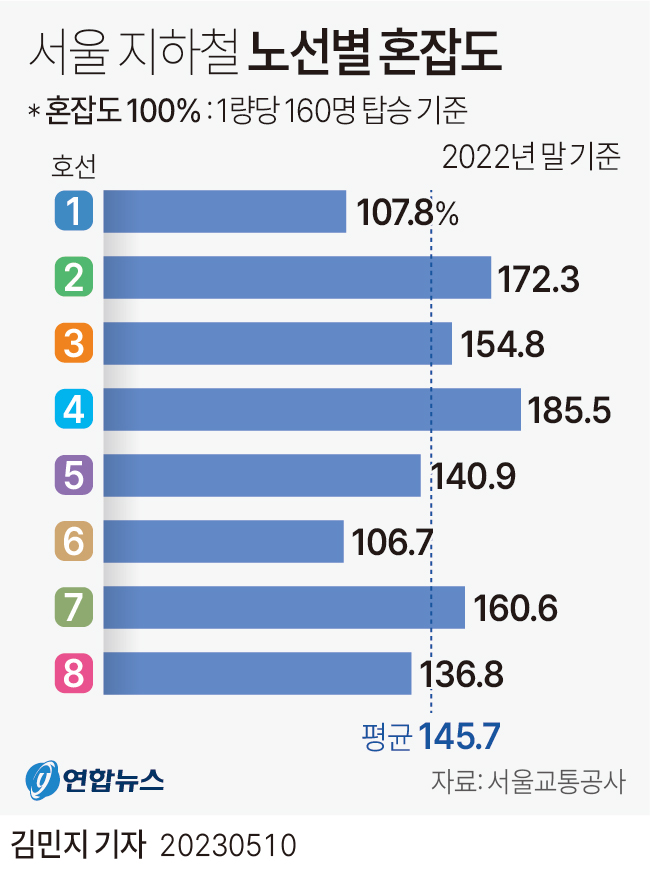 서울 지하철 노선별 혼잡도
* 혼잡도 100% : 1량당 160명 탑승 기준
2022년 말 기준
호선
1 107.8%
2 172.3
3 154.8
4 185.5
5 140.9
6 106.7
7 160.6
8 136.8
평균 145.7
y 연합뉴스
자료: 서울교통공사
김민지 기자 20230510